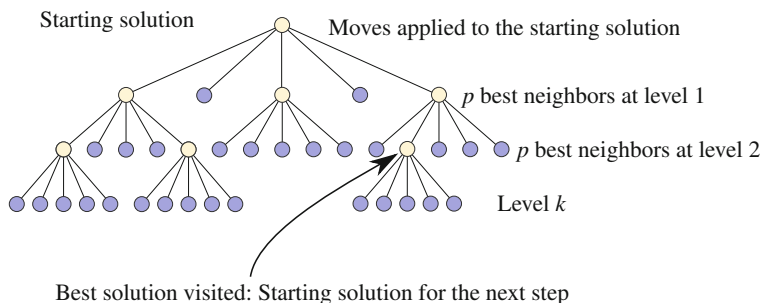 Starting solution
Moves applied to the starting solution
p best neighbors at level 1
p best neighbors at level 2
Level k
Best solution visited: Starting solution for the next step